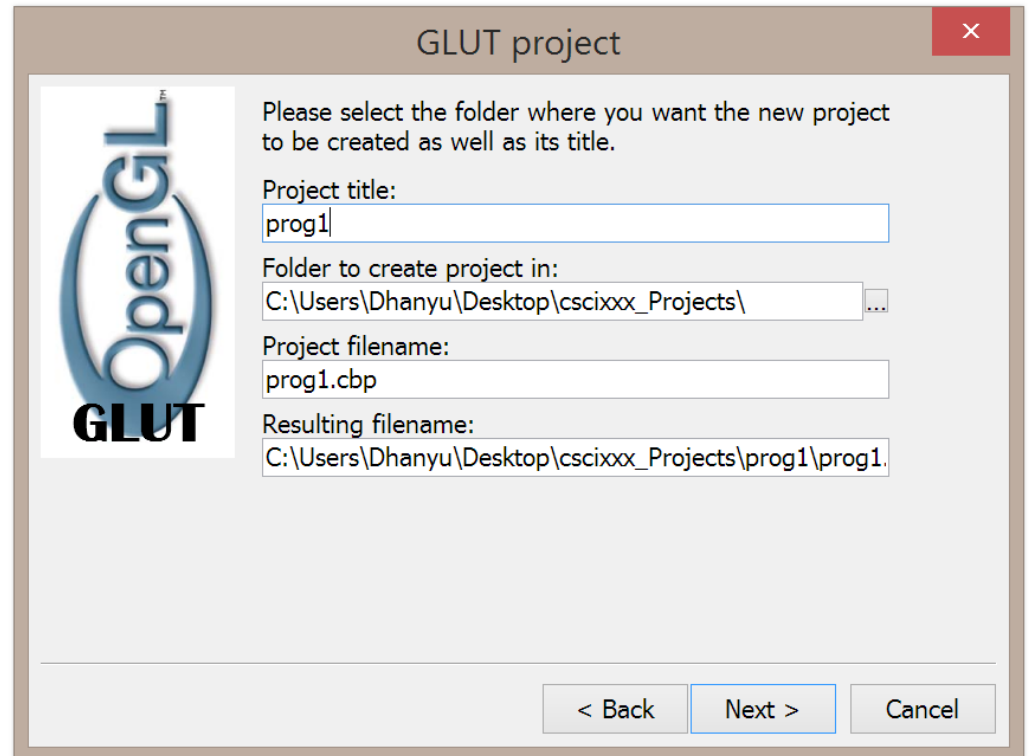 GLUT project
OpenGL™
GLUT
Please select the folder where you want the new project
to be created as well as its title.
Project title:
prog1
Folder to create project in:
C:\Users\Dhanyu\Desktop\cscixxx_Projects\
...
Project filename:
prog1.cbp
Resulting filename:
C:\Users\Dhanyu\Desktop\cscixxx_Projects\prog1\prog1.
< Back
Next >
Cancel